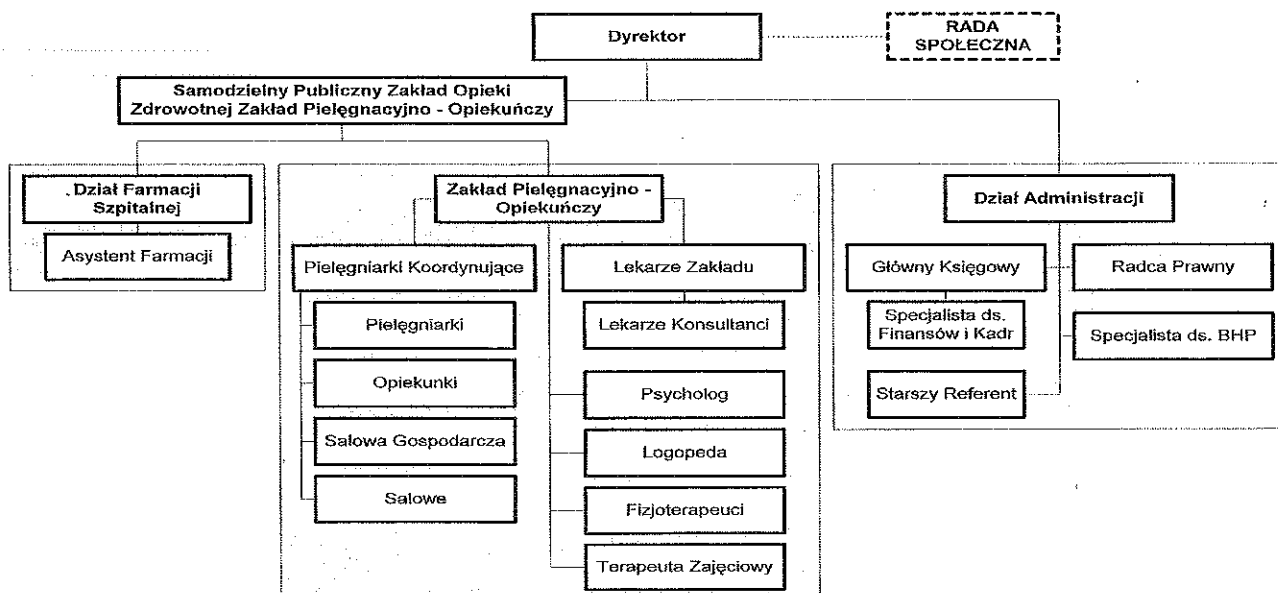 Dyrektor
RADA
SPOŁECZNA
Samodzielny Publiczny Zakład Opieki
Zdrowotnej Zakład Pielęgnacyjno - Opiekuńczy
Dział Farmacji
Szpitalnej
Asystent Farmacji
Zakład Pielęgnacyjno -
Opiekuńczy
Pielęgniarki Koordynujące
Pielęgniarki
Opiekunki
Salowa Gospodarcza
Salowe
Lekarze Zakładu
Lekarze Konsultanci
Psycholog
Logopeda
Fizjoterapeuci
Terapeuta Zajęciowy
Dział Administracji
Główny Księgowy
Specjalista ds.
Finansów i Kadr
Starszy Referent
Radca Prawny
Specjalista ds. BHP